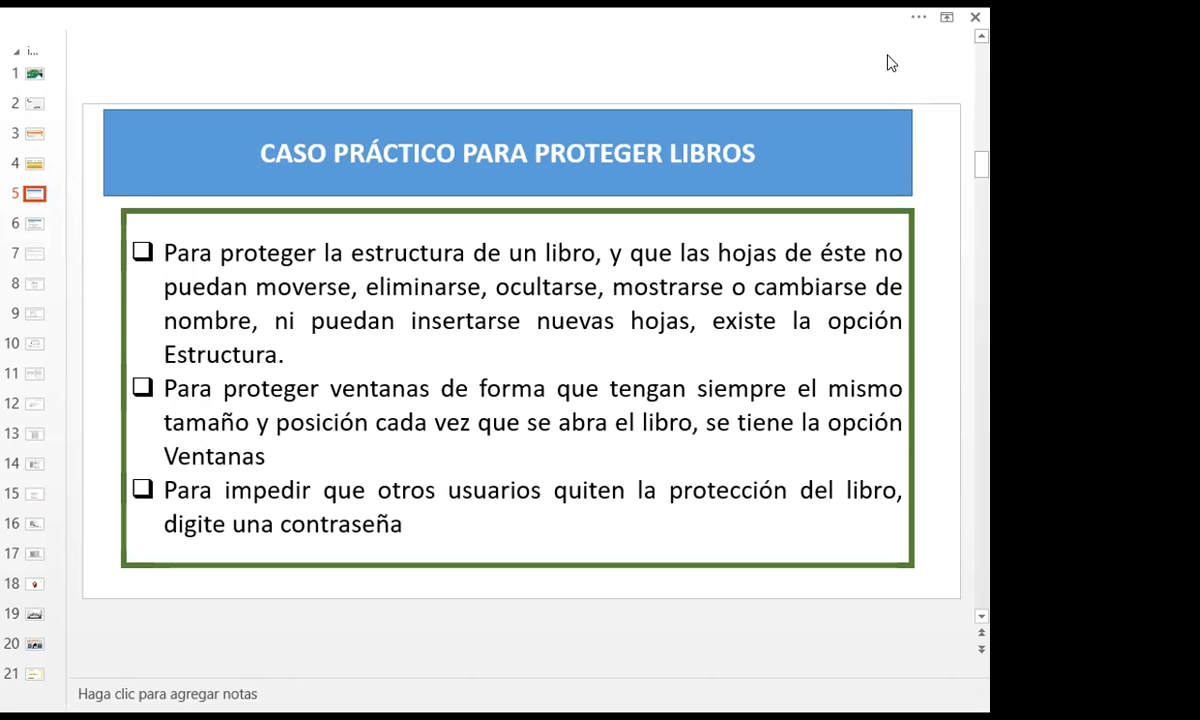 i...
1
2
3
4
5
6
7
8
9
10
11
12
13
14
15
16
17
18
19
20
21
CASO PRÁCTICO PARA PROTEGER LIBROS
Para proteger la estructura de un libro, y que las hojas de éste no
puedan moverse, eliminarse, ocultarse, mostrarse o cambiarse de
nombre, ni puedan insertarse nuevas hojas, existe la opción
Estructura.
Para proteger ventanas de forma que tengan siempre el mismo
tamaño y posición cada vez que se abra el libro, se tiene la opción
Ventanas
Para impedir que otros usuarios quiten la protección del libro,
digite una contraseña
Haga clic para agregar notas